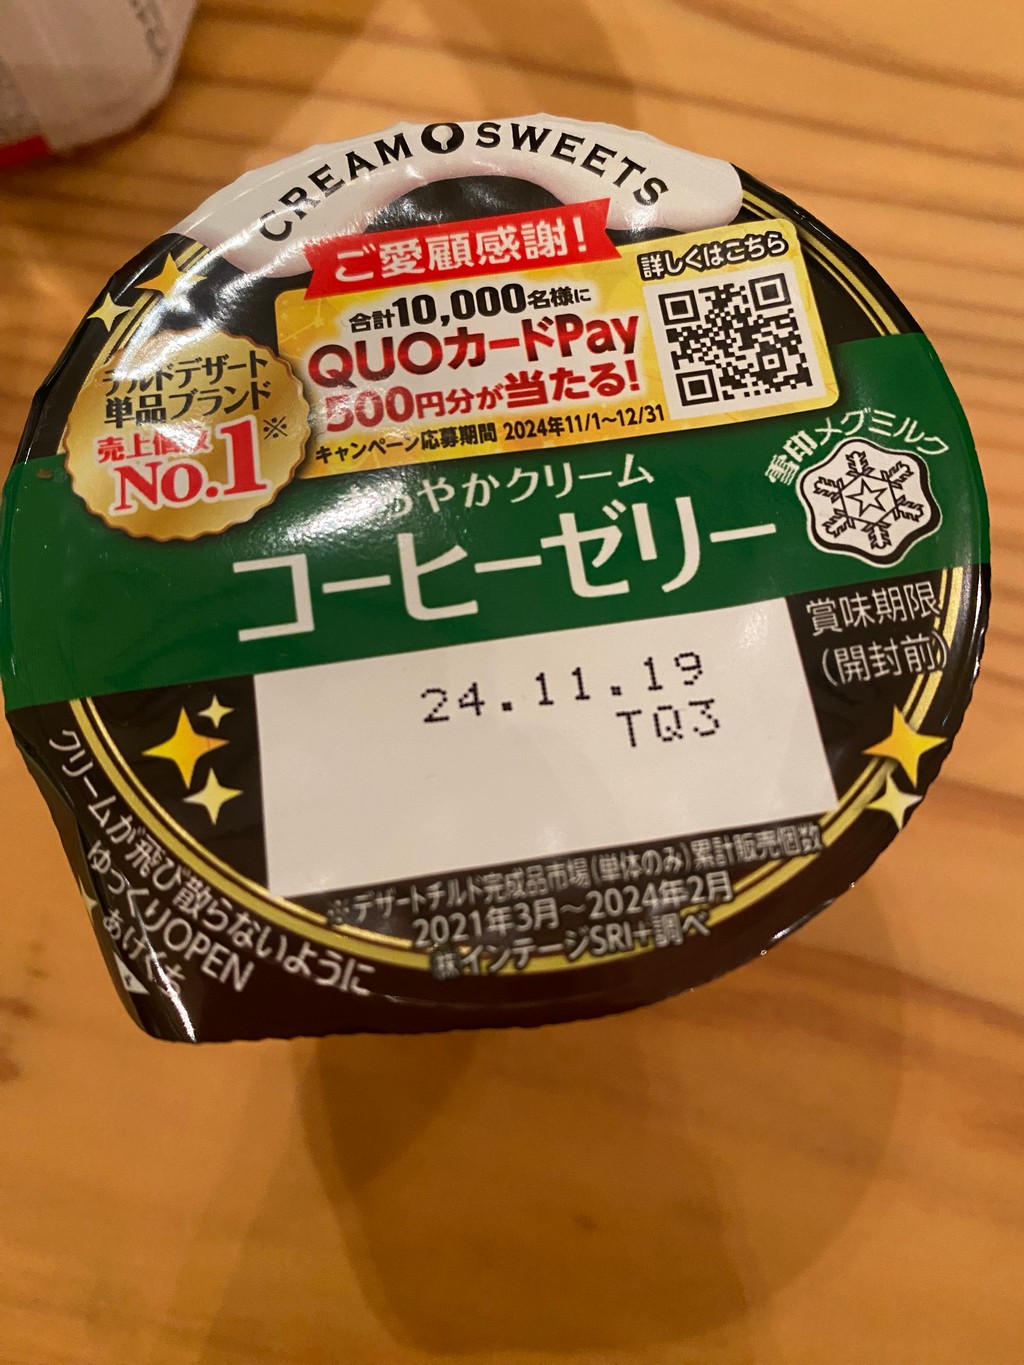 CREAM SWEETS
ご愛顧感謝!
詳しくはこちら
合計10,000名様に
QUOカードPay
500円分が当たる!
キャンペーン応募期間 2024年11/1~12/31
チルドデザート
単品ブランド
売上個数
No.1※
雪印メグミルク
やかクリーム
コーヒーゼリー
賞味期限
(開封前)
24.11.19
TQ3
※デザートチルド完成品市場(単体のみ)累計販売個数
2021年3月~2024年2月
㈱インテージSRI+調べ
クリームが飛び散らないように
ゆっくりOPEN
あけくち